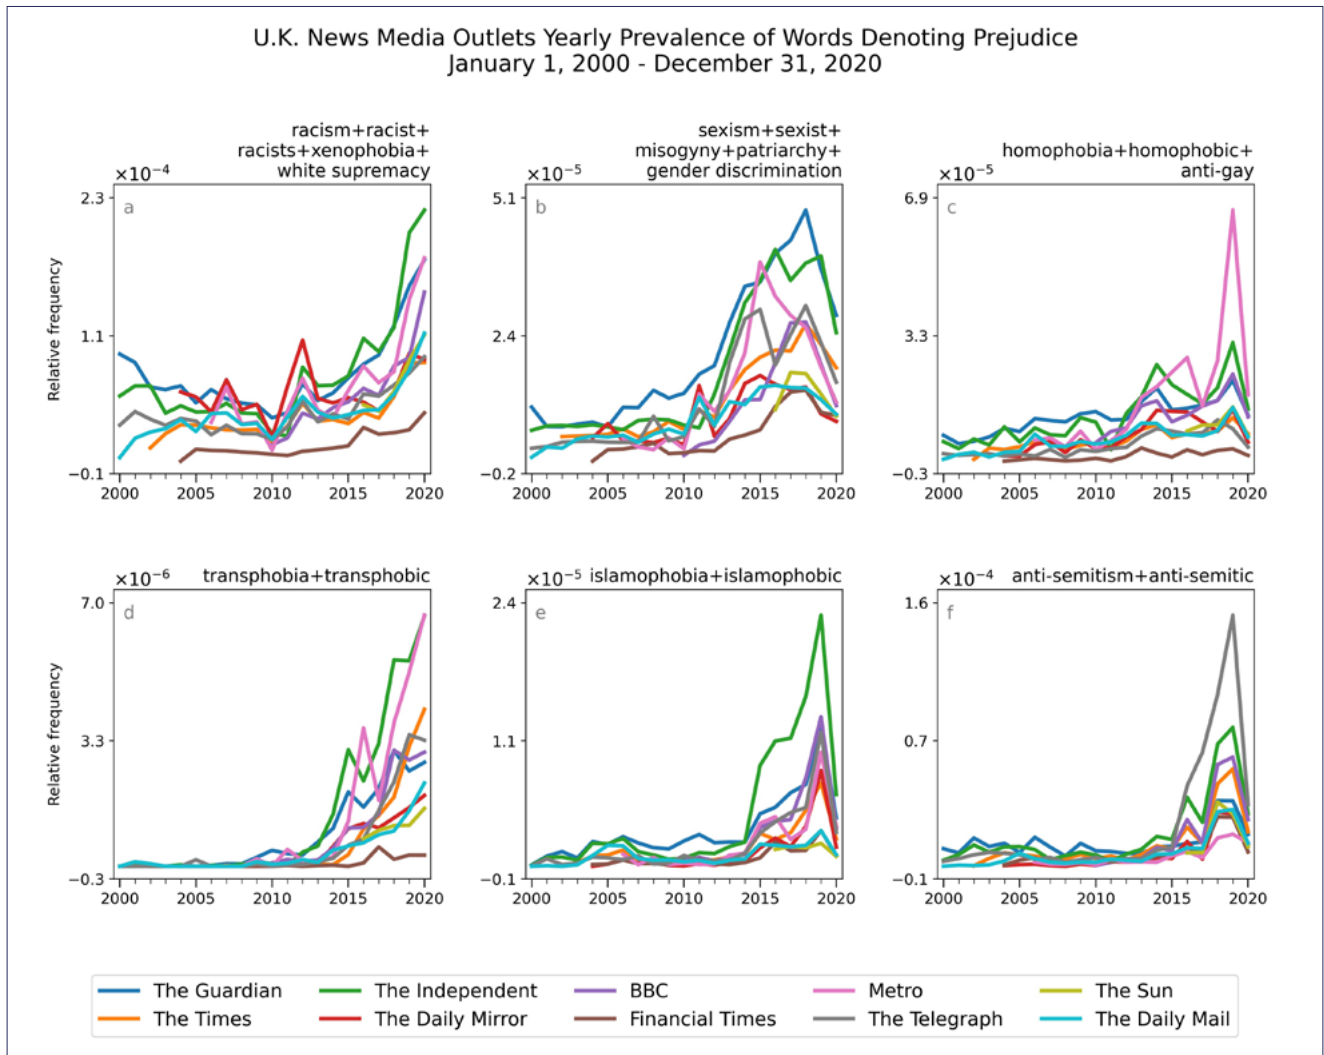 U.K. News Media Outlets Yearly Prevalence of Words Denoting Prejudice
January 1, 2000 - December 31, 2020
racism+racist+
racists+xenophobia+
white supremacy
×10⁻⁴
a
2.3
1.1
−0.1
Relative frequency
2000 2005 2010 2015 2020
sexism+sexist+
misogyny+patriarchy+
gender discrimination
×10⁻⁵
b
5.1
2.4
−0.2
2000 2005 2010 2015 2020
homophobia+homophobic+
anti-gay
×10⁻⁵
c
6.9
3.3
−0.3
2000 2005 2010 2015 2020
×10⁻⁶ transphobia+transphobic
d
7.0
3.3
−0.3
Relative frequency
2000 2005 2010 2015 2020
×10⁻⁵ islamophobia+islamophobic
e
2.4
1.1
−0.1
2000 2005 2010 2015 2020
×10⁻⁴ anti-semitism+anti-semitic
f
1.6
0.7
−0.1
2000 2005 2010 2015 2020
The Guardian The Independent BBC Metro The Sun
The Times The Daily Mirror Financial Times The Telegraph The Daily Mail